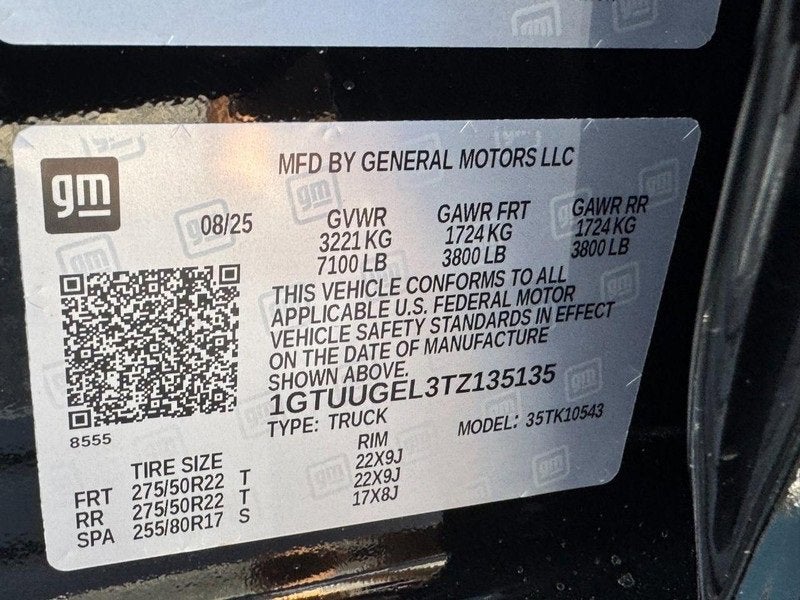 gm
MFD BY GENERAL MOTORS LLC
08/25
GVWR GAWR FRT GAWR RR
3221 KG 1724 KG 1724 KG
7100 LB 3800 LB 3800 LB
THIS VEHICLE CONFORMS TO ALL
APPLICABLE U.S. FEDERAL MOTOR
VEHICLE SAFETY STANDARDS IN EFFECT
ON THE DATE OF MANUFACTURE
SHOWN ABOVE.
1GTUUGEL3TZ135135
TYPE: TRUCK MODEL: 35TK10543
8555
TIRE SIZE RIM
FRT 275/50R22 T 22X9J
RR 275/50R22 T 22X9J
SPA 255/80R17 S 17X8J